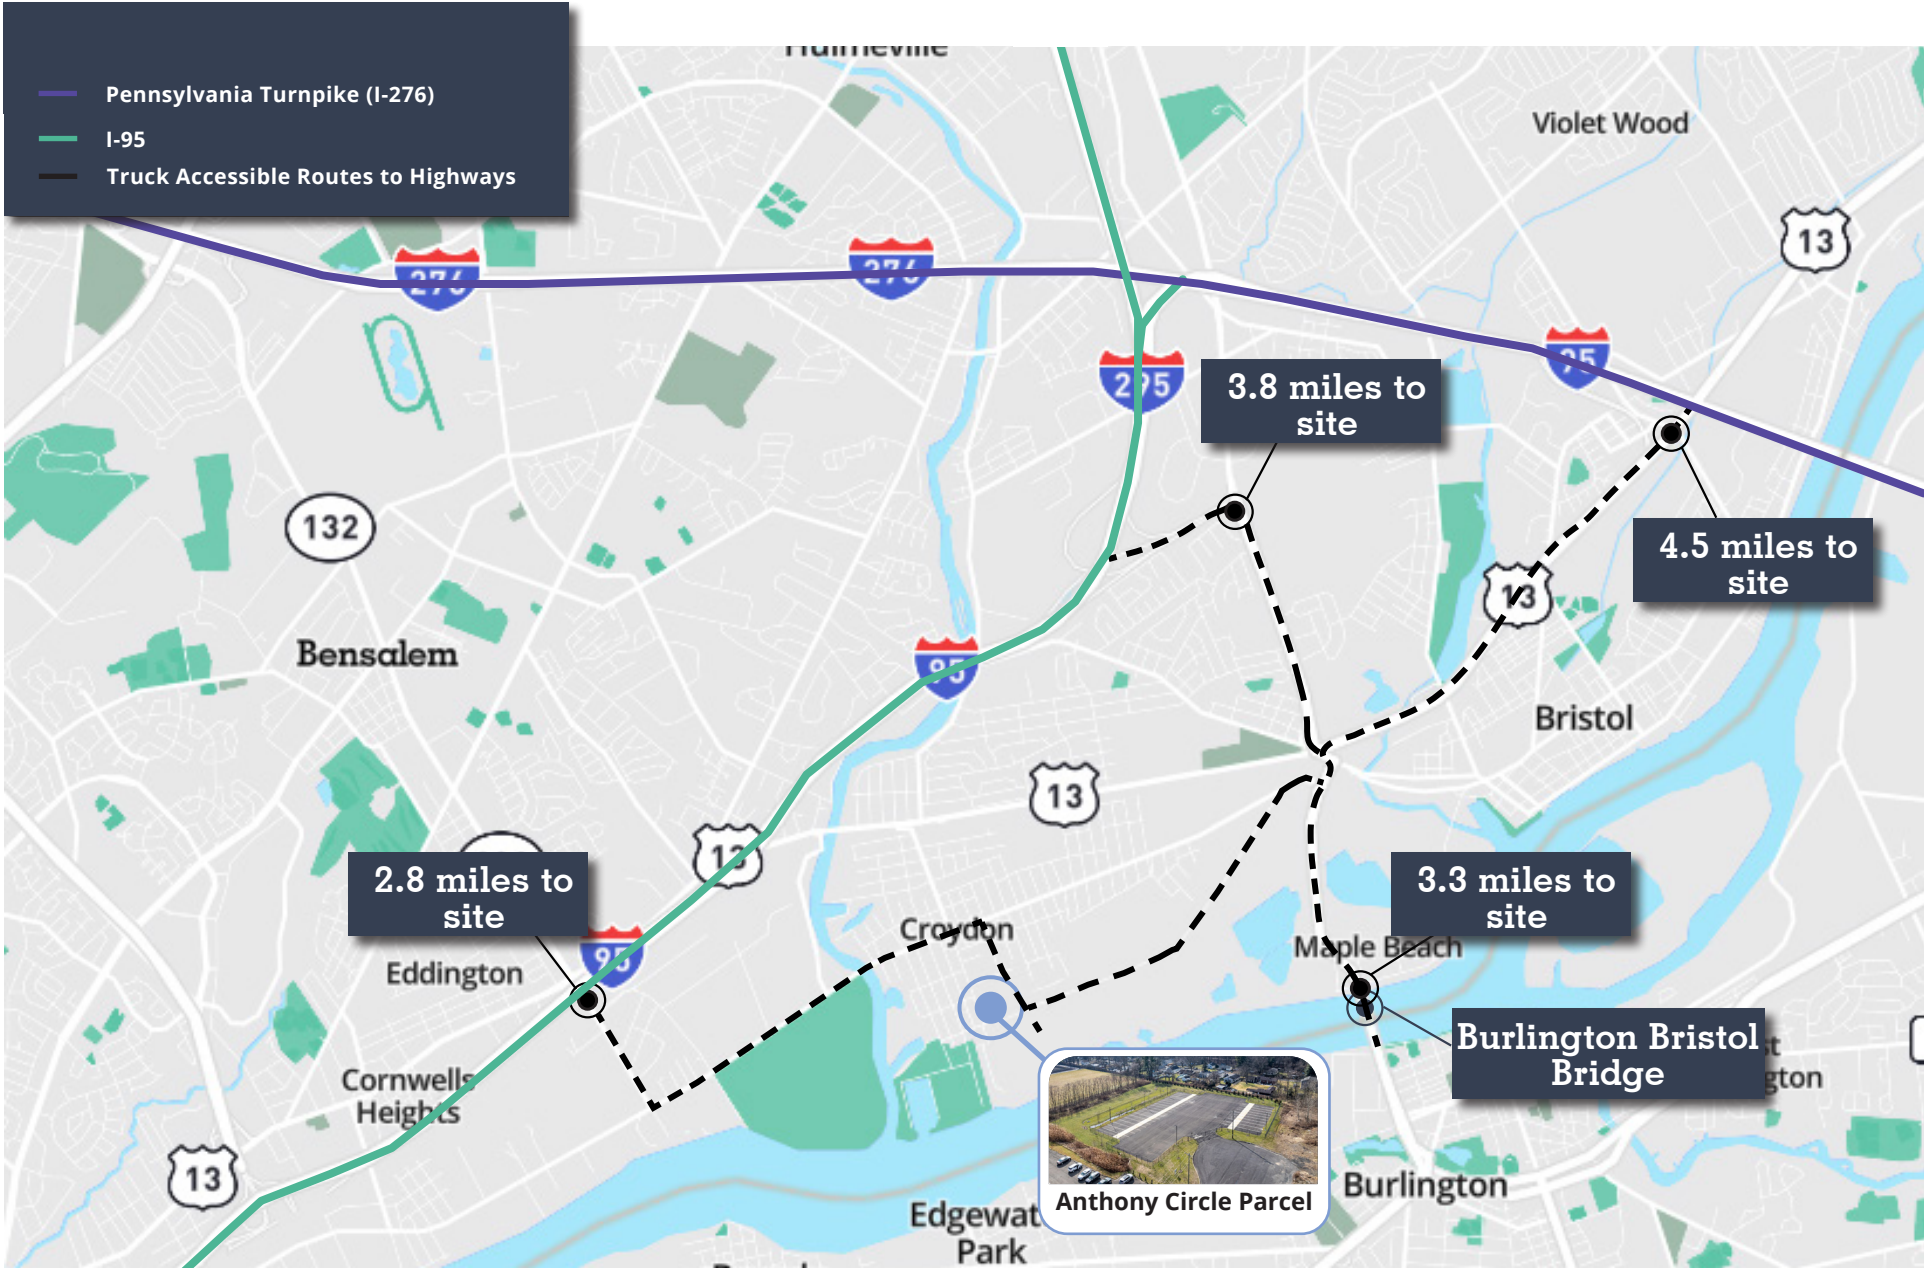 Hulmeville
Pennsylvania Turnpike (I-276)
I-95
Truck Accessible Routes to Highways
Violet Wood
13
276
276
295
95
3.8 miles to
site
132
4.5 miles to
site
13
Bensalem
95
Bristol
13
13
2.8 miles to
site
3.3 miles to
site
Croydon
Maple Beach
95
Eddington
Burlington Bristol
Bridge
gton
Cornwells
Heights
13
Anthony Circle Parcel
Burlington
Edgewat
Park